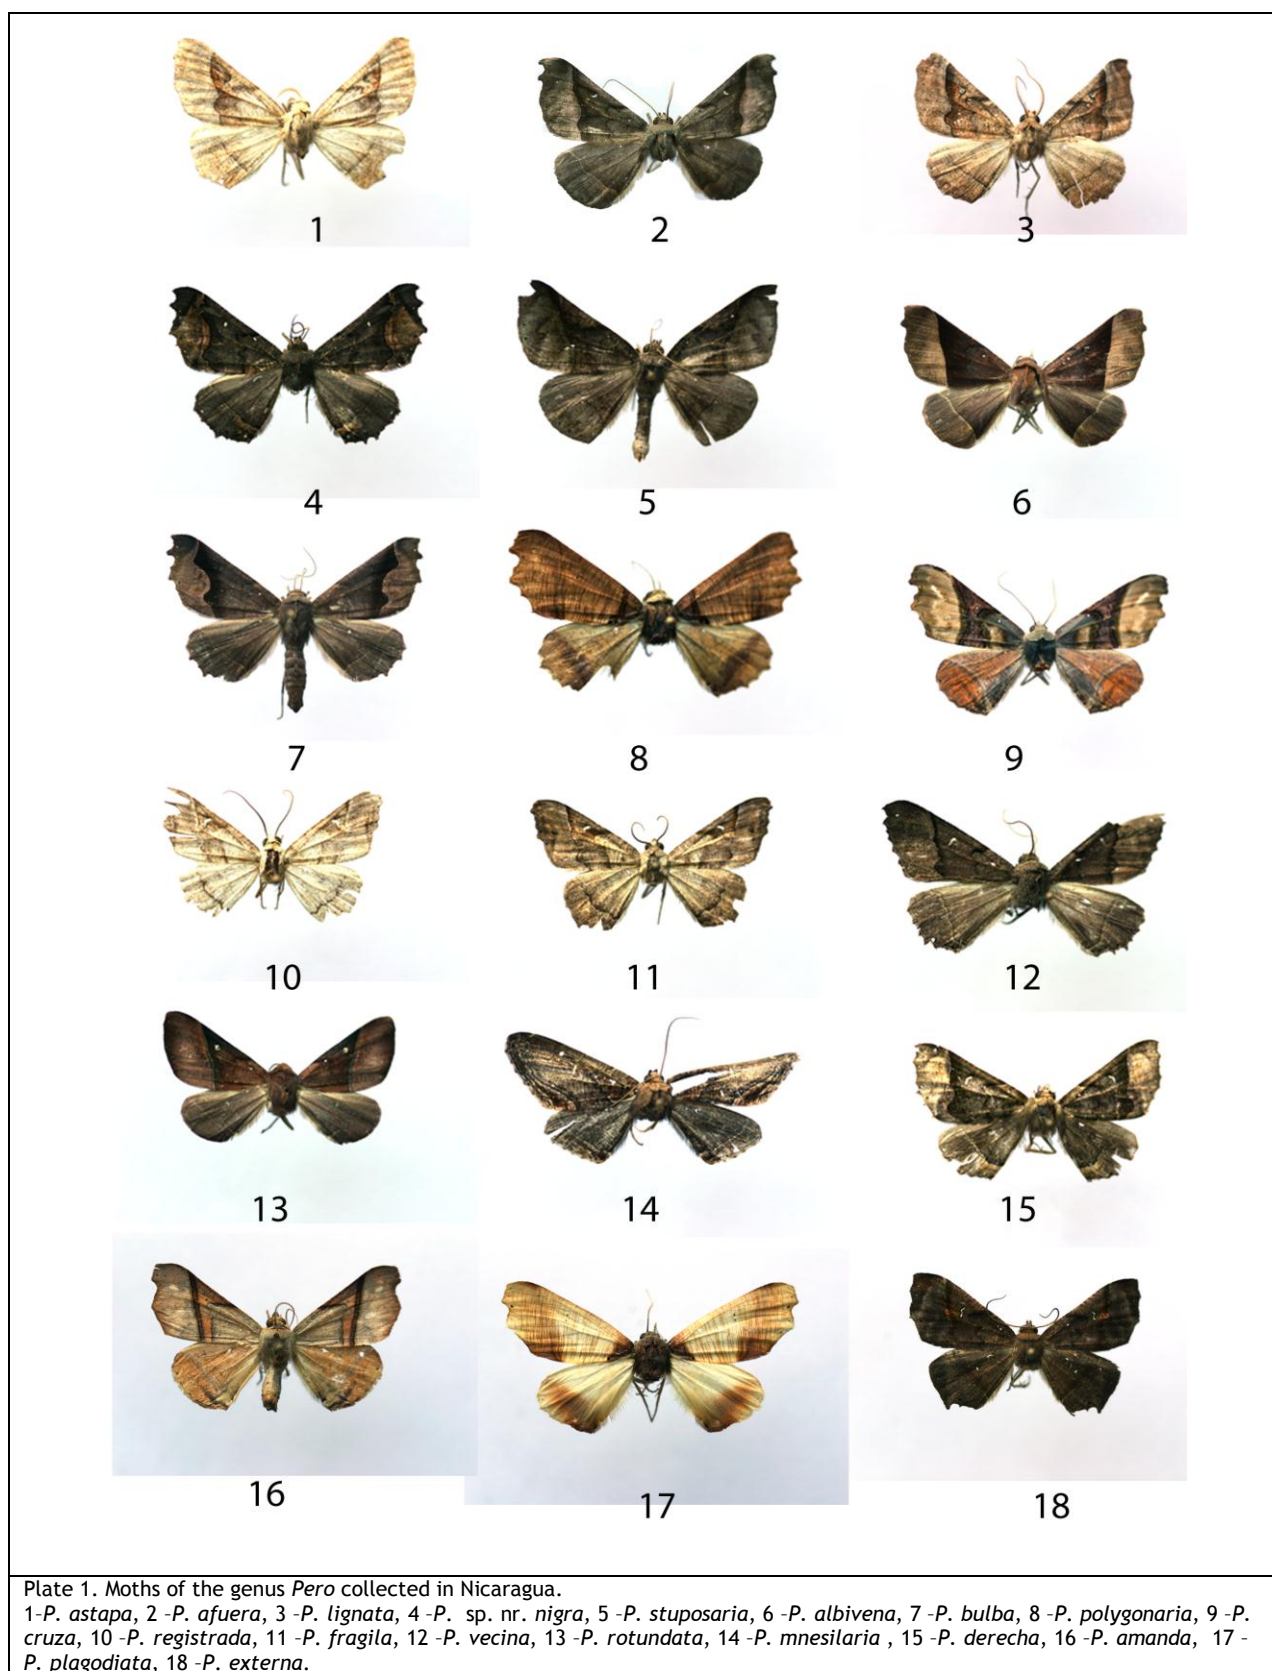 1 2 3
4 5 6
7 8 9
10 11 12
13 14 15
16 17 18
Plate 1. Moths of the genus Pero collected in Nicaragua.
1-P. astapa, 2 -P. afuera, 3 -P. lignata, 4 -P. sp. nr. nigra, 5 -P. stuposaria, 6 -P. albivena, 7 -P. bulba, 8 -P. polygonaria, 9 -P.
cruza, 10 -P. registrada, 11 -P. fragila, 12 -P. vecina, 13 -P. rotundata, 14 -P. mnesilaria , 15 -P. derecha, 16 -P. amanda, 17 -
P. plagodiata, 18 -P. externa.